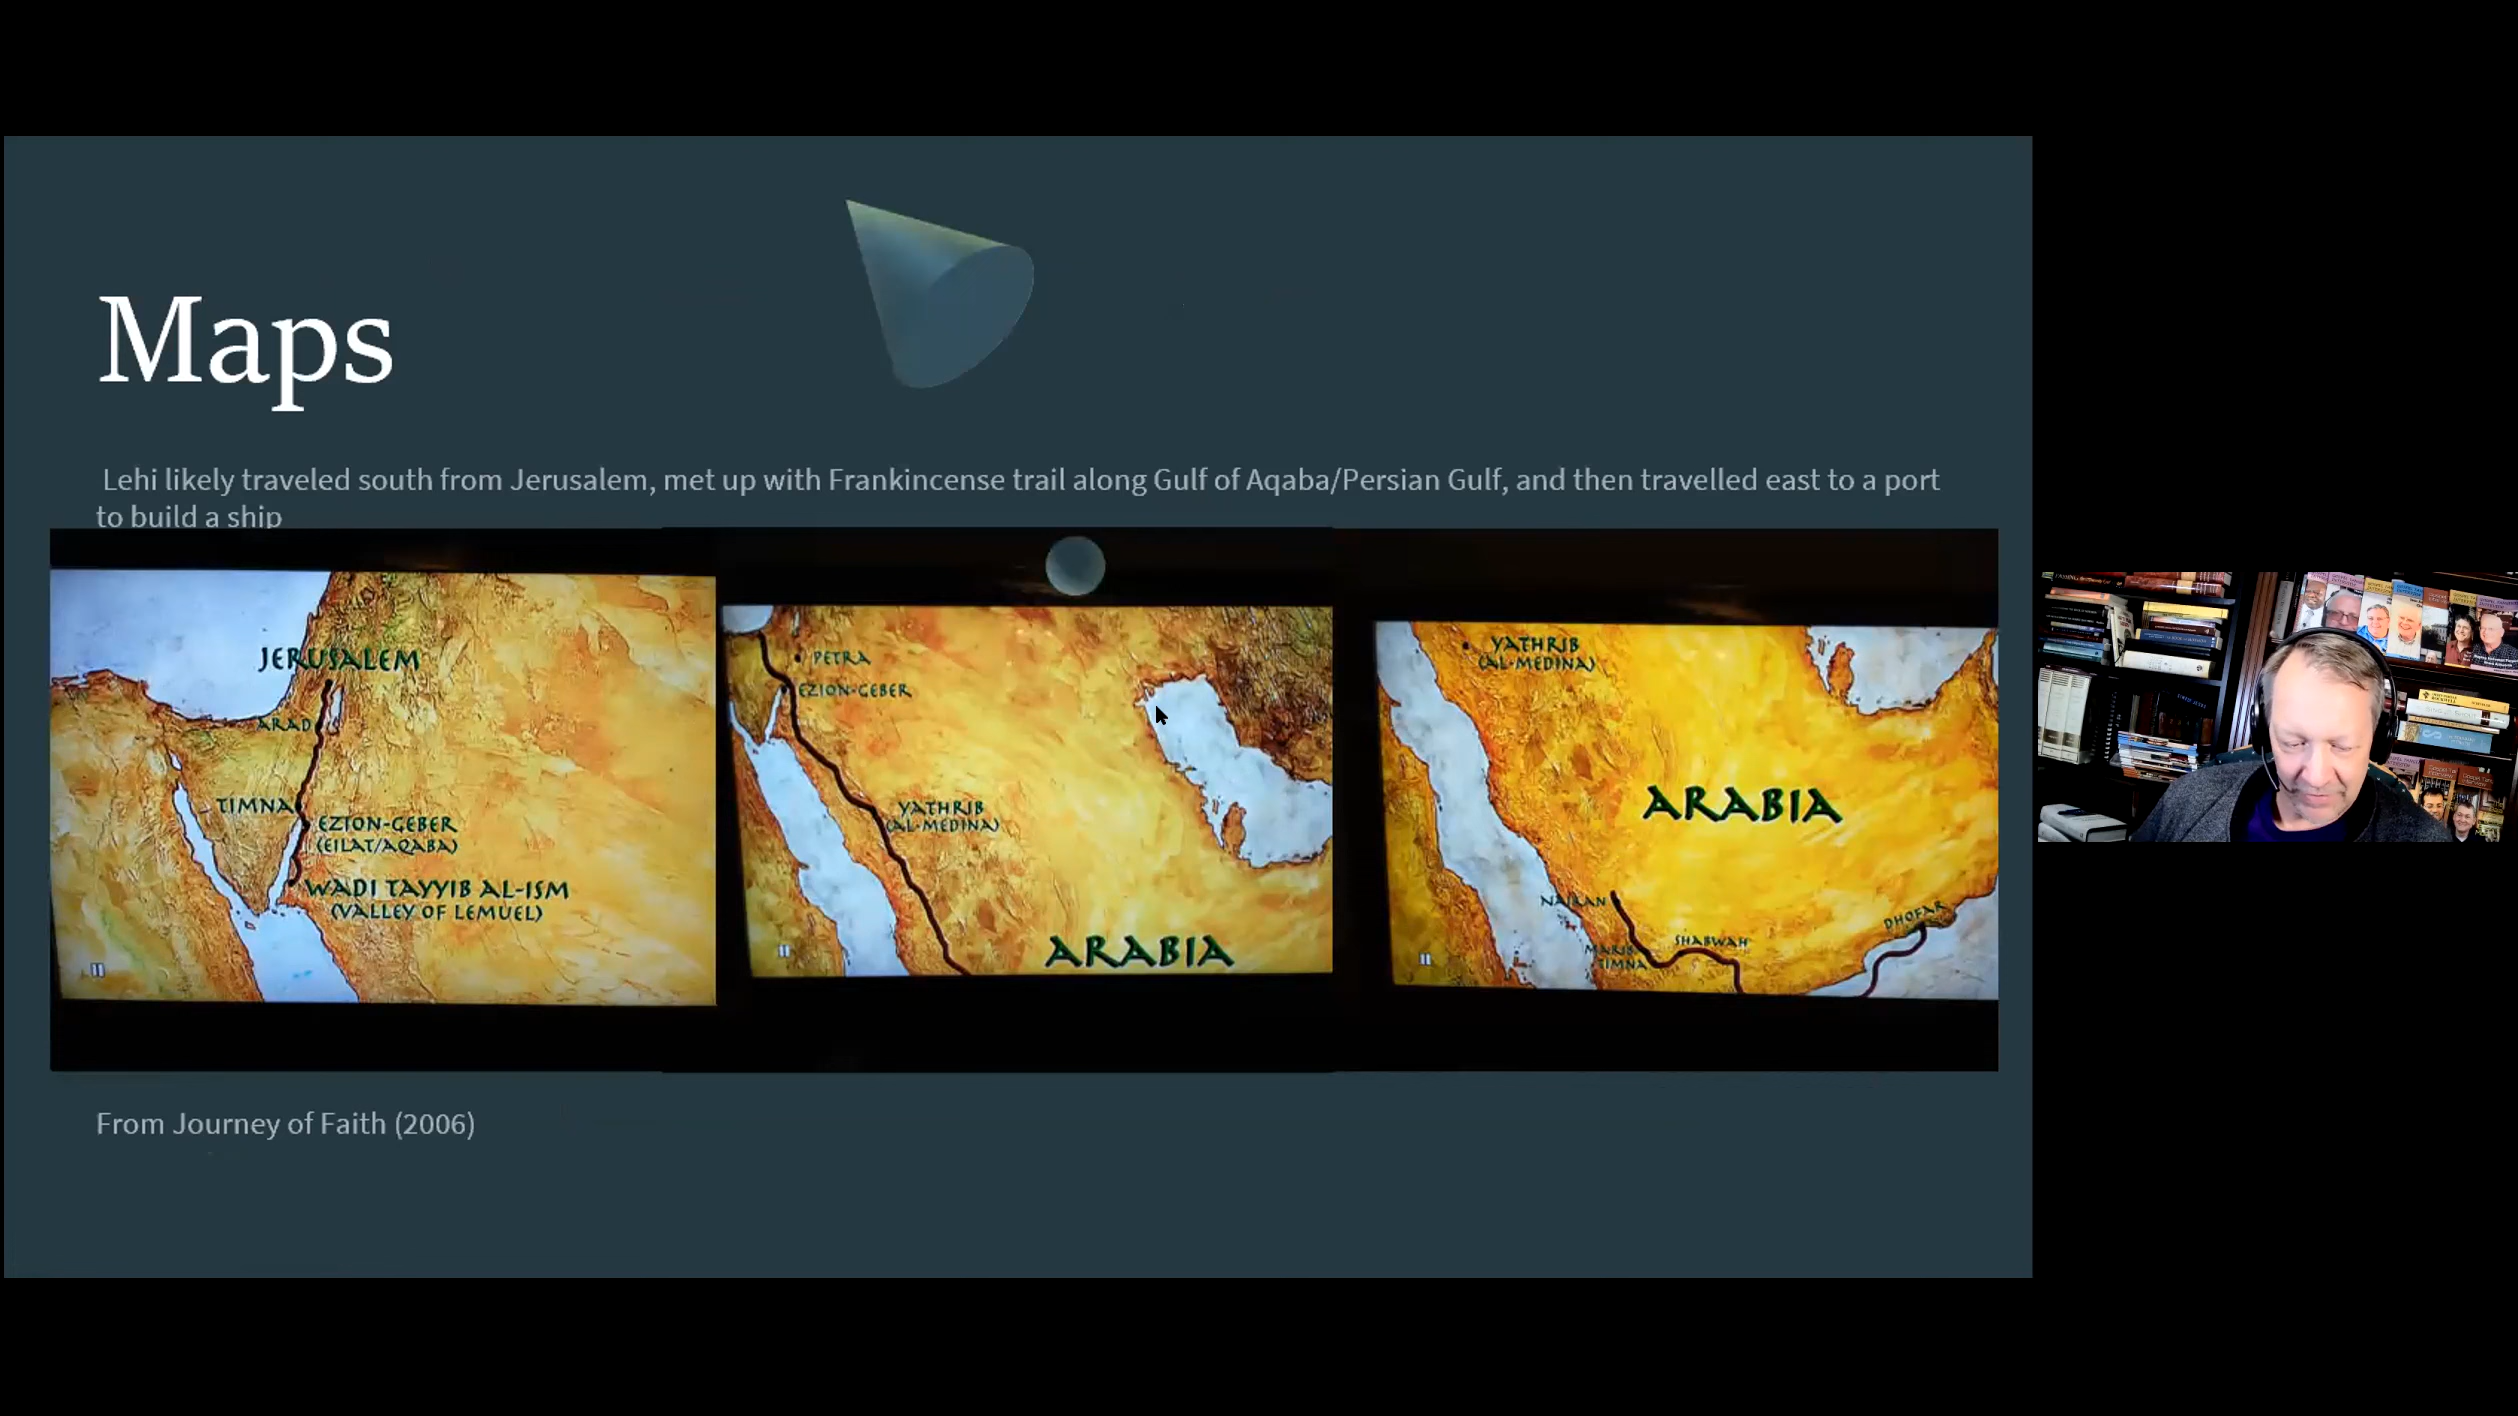 Maps
Lehi likely traveled south from Jerusalem, met up with Frankincense trail along Gulf of Aqaba/Persian Gulf, and then travelled east to a port
to build a ship
JERUSALEM
ARAD
TIMNA
EZION-GEBER
(EILAT/AQABA)
WADI TAYYIB AL-ISM
(VALLEY OF LEMUEL)
PETRA
EZION-GEBER
YATHRIB
(AL-MEDINA)
ARABIA
YATHRIB
(AL-MEDINA)
ARABIA
NAJRAN
MARIB
TIMNA
SHABWAH
DHOFAR
From Journey of Faith (2006)